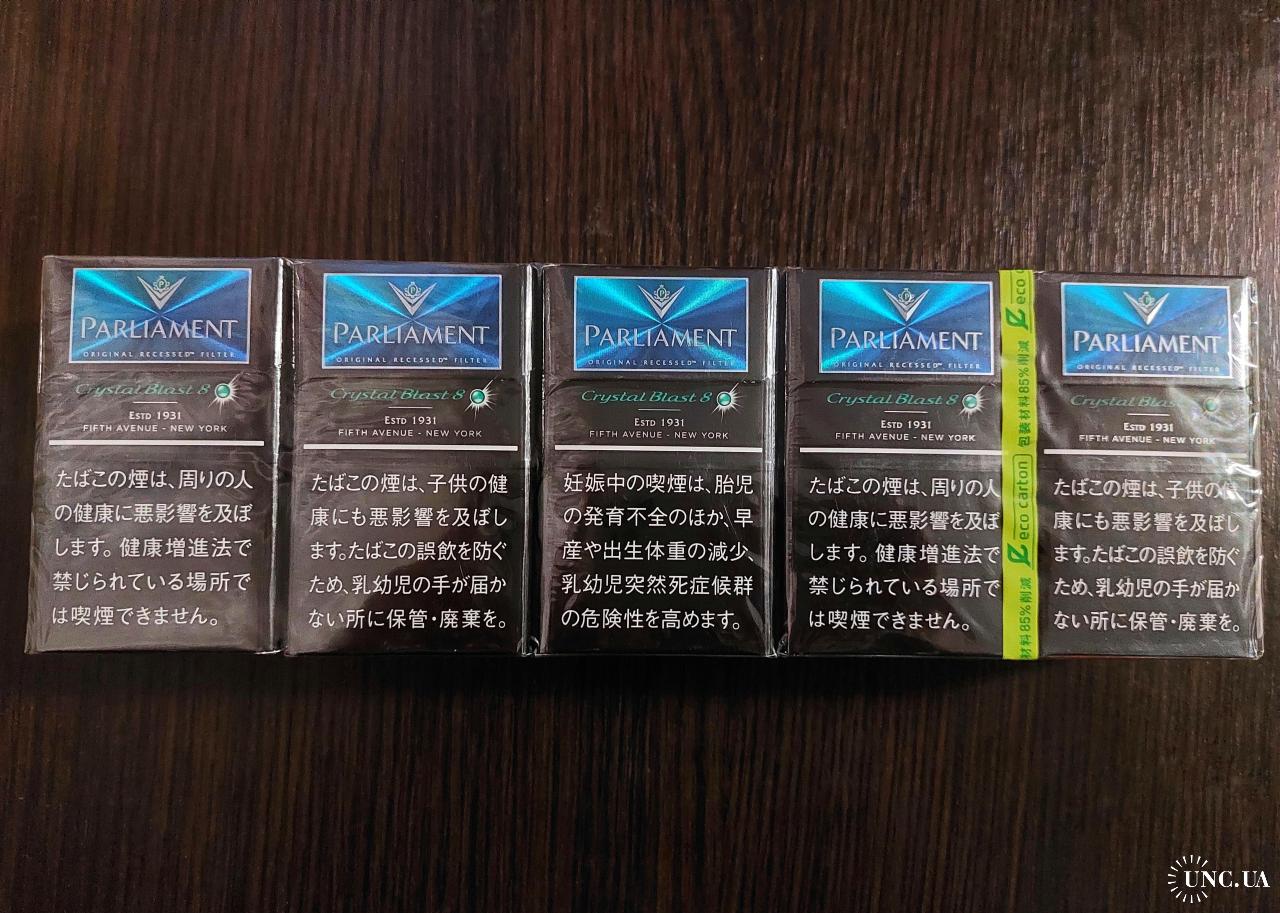 PARLIAMENT
ORIGINAL RECESSED™ FILTER
Crystal Blast 8
ESTD 1931
FIFTH AVENUE - NEW YORK
たばこの煙は、周りの人
の健康に悪影響を及ぼ
します。健康増進法で
禁じられている場所で
は喫煙できません。
PARLIAMENT
ORIGINAL RECESSED™ FILTER
Crystal Blast 8
ESTD 1931
FIFTH AVENUE - NEW YORK
たばこの煙は、子供の健
康にも悪影響を及ぼし
ます。たばこの誤飲を防ぐ
ため、乳幼児の手が届か
ない所に保管・廃棄を。
PARLIAMENT
ORIGINAL RECESSED™ FILTER
Crystal Blast 8
ESTD 1931
FIFTH AVENUE - NEW YORK
妊娠中の喫煙は、胎児
の発育不全のほか、早
産や出生体重の減少、
乳幼児突然死症候群
の危険性を高めます。
PARLIAMENT
ORIGINAL RECESSED™ FILTER
Crystal Blast 8
ESTD 1931
FIFTH AVENUE - NEW YORK
たばこの煙は、周りの人
の健康に悪影響を及ぼ
します。健康増進法で
禁じられている場所で
は喫煙できません。
材料85%削減 eco carton 包装材料85%削減 eco
PARLIAMENT
ORIGINAL RECESSED™ FILTER
Crystal Blast
ESTD 1931
FIFTH AVENUE - NEW YORK
たばこの煙は、子供の健
康にも悪影響を及ぼし
ます。たばこの誤飲を防ぐ
ため、乳幼児の手が届か
ない所に保管・廃棄を。
UNC.UA